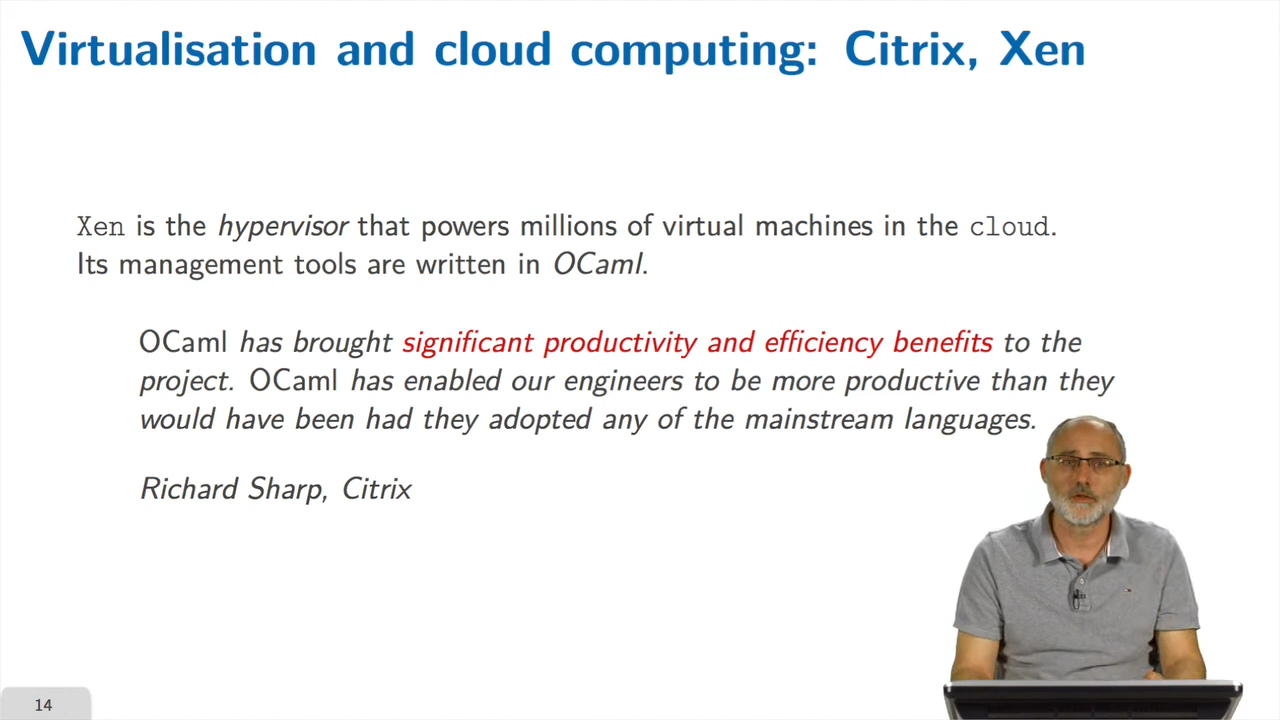 Virtualisation and cloud computing: Citrix, Xen
Xen is the hypervisor that powers millions of virtual machines in the cloud.
Its management tools are written in OCaml.
OCaml has brought significant productivity and efficiency benefits to the
project. OCaml has enabled our engineers to be more productive than they
would have been had they adopted any of the mainstream languages.
Richard Sharp, Citrix
14